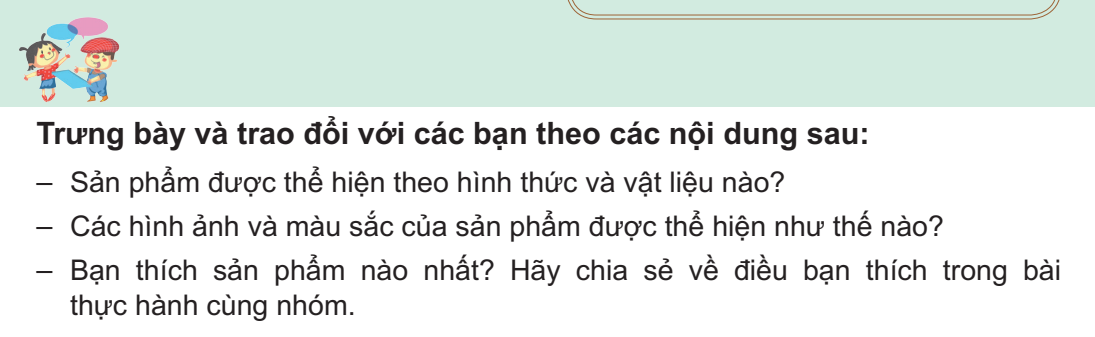 Trưng bày và trao đổi với các bạn theo các nội dung sau:
– Sản phẩm được thể hiện theo hình thức và vật liệu nào?
– Các hình ảnh và màu sắc của sản phẩm được thể hiện như thế nào?
– Bạn thích sản phẩm nào nhất? Hãy chia sẻ về điều bạn thích trong bài
thực hành cùng nhóm.